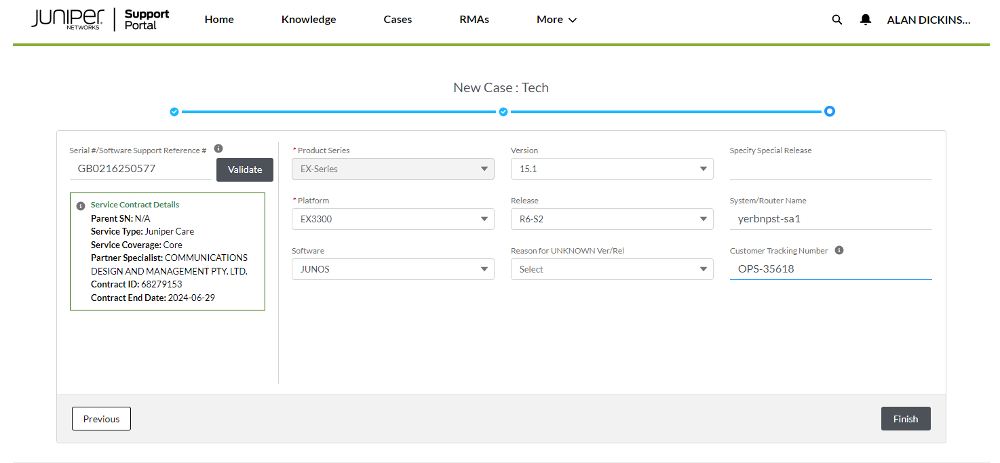 JUNIPer NETWORKS | Support Portal
Home
Knowledge
Cases
RMAs
More
ALAN DICKINS...
New Case : Tech
Serial #/Software Support Reference #
GB0216250577
Validate
Service Contract Details
Parent SN: N/A
Service Type: Juniper Care
Service Coverage: Core
Partner Specialist: COMMUNICATIONS
DESIGN AND MANAGEMENT PTY. LTD.
Contract ID: 68279153
Contract End Date: 2024-06-29
* Product Series
EX-Series
Version
15.1
Specify Special Release
* Platform
EX3300
Release
R6-S2
System/Router Name
yerbnpst-sa1
Software
JUNOS
Reason for UNKNOWN Ver/Rel
Select
Customer Tracking Number
OPS-35618
Previous
Finish